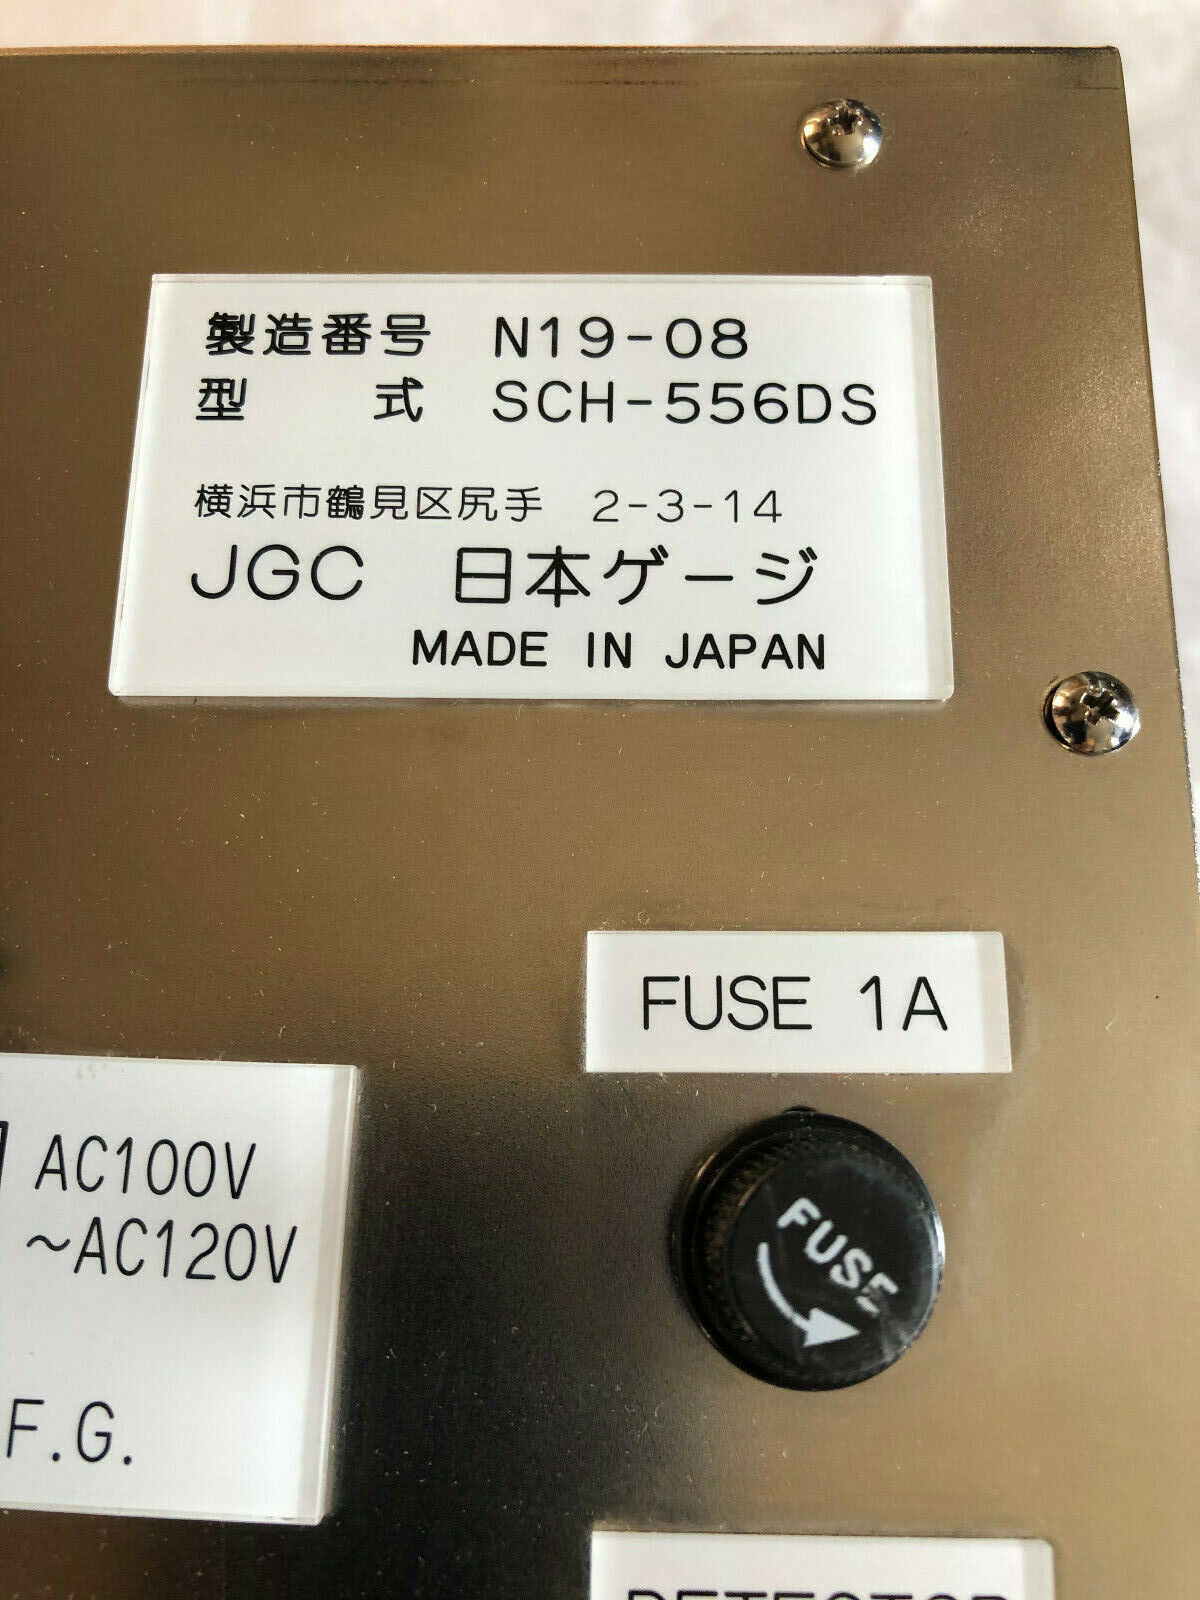 製造番号 N19-08
型 式 SCH-556DS
横浜市鶴見区尻手 2-3-14
JGC 日本ゲージ
MADE IN JAPAN
FUSE 1A
AC100V
~AC120V
FUSE
F.G.
DETECTOR